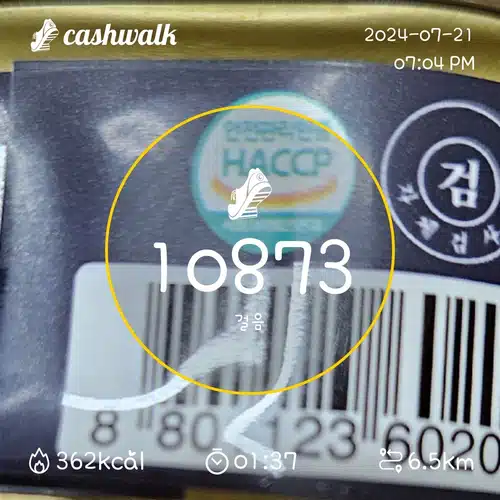 cashwalk
2024-07-21
07:04 PM
HACCP
검
10873
걸음
8 80 123 6020
362kcal
01:37
6.5km